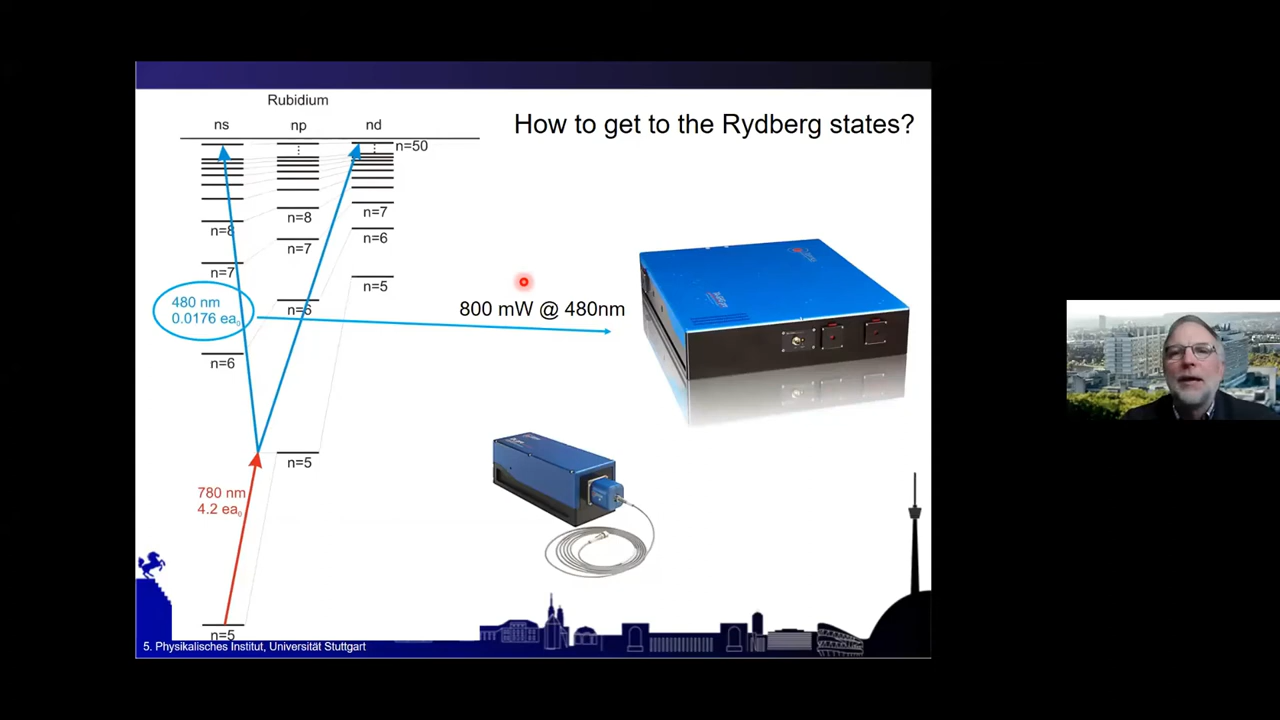 Rubidium
ns
np
nd
How to get to the Rydberg states?
n=50
n=8
n=8
n=7
n=7
n=7
n=6
n=6
n=5
480 nm
0.0176 ea0
n=6
800 mW @ 480nm
n=5
780 nm
4.2 ea0
n=5
5. Physikalisches Institut, Universität Stuttgart